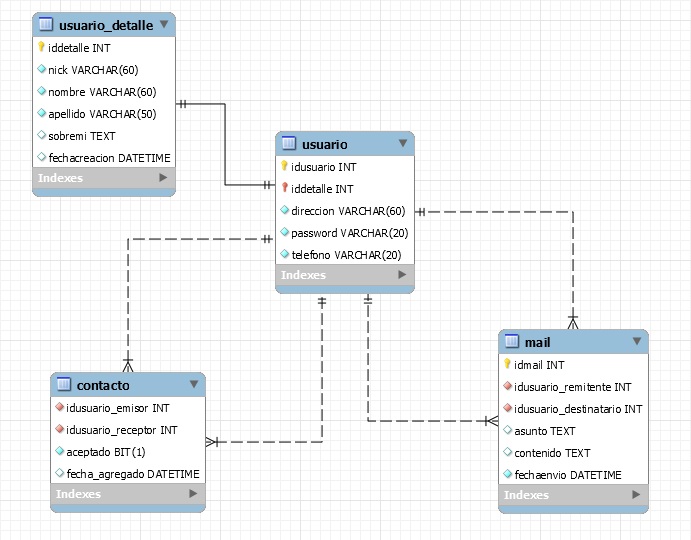 usuario_detalle
iddetalle INT
nick VARCHAR(60)
nombre VARCHAR(60)
apellido VARCHAR(50)
sobremi TEXT
fechacreacion DATETIME
Indexes
usuario
idusuario INT
iddetalle INT
direccion VARCHAR(60)
password VARCHAR(20)
telefono VARCHAR(20)
Indexes
contacto
idusuario_emisor INT
idusuario_receptor INT
aceptado BIT(1)
fecha_agregado DATETIME
Indexes
mail
idmail INT
idusuario_remitente INT
idusuario_destinatario INT
asunto TEXT
contenido TEXT
fechaenvio DATETIME
Indexes